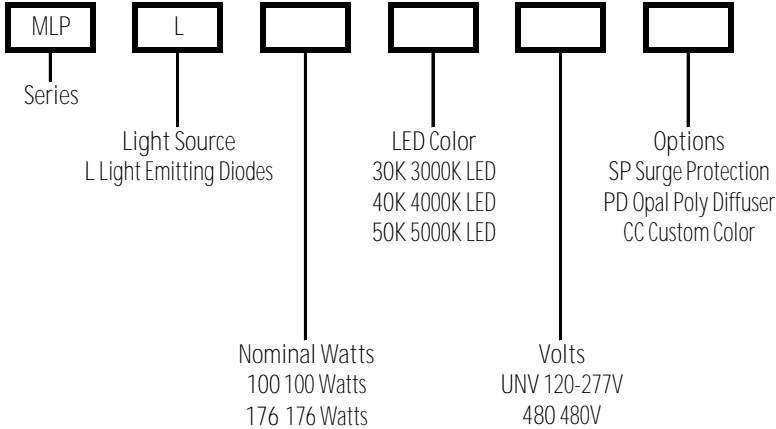 MLP L
Series
Light Source
L Light Emitting Diodes
LED Color
30K 3000K LED
40K 4000K LED
50K 5000K LED
Options
SP Surge Protection
PD Opal Poly Diffuser
CC Custom Color
Nominal Watts
100 100 Watts
176 176 Watts
Volts
UNV 120-277V
480 480V